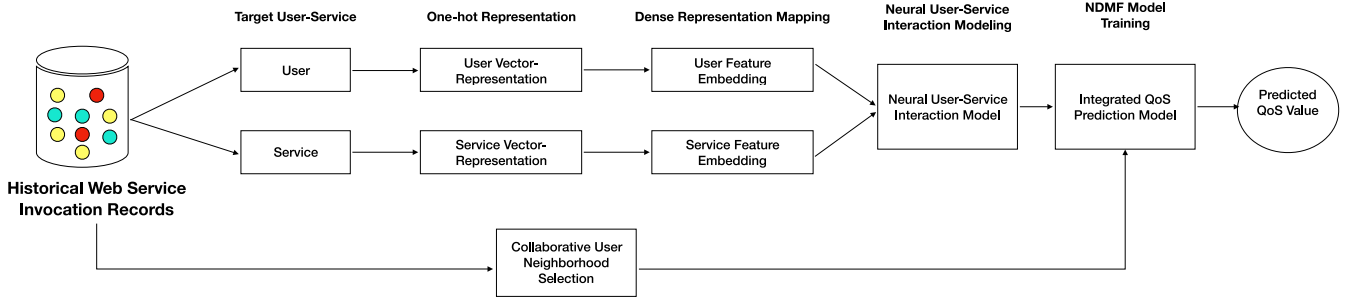 Target User-Service
One-hot Representation
Dense Representation Mapping
Neural User-Service
Interaction Modeling
NDMF Model
Training
User
User Vector-
Representation
User Feature
Embedding
Neural User-Service
Interaction Model
Integrated QoS
Prediction Model
Predicted
QoS Value
Service
Service Vector-
Representation
Service Feature
Embedding
Historical Web Service
Invocation Records
Collaborative User
Neighborhood
Selection